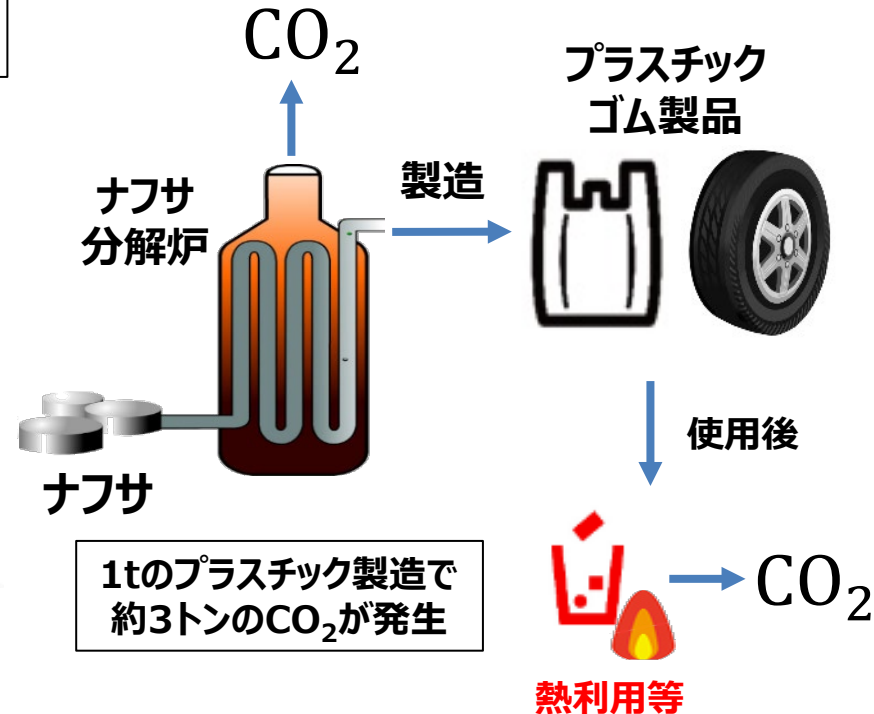 CO₂
プラスチック
ゴム製品
ナフサ
分解炉
製造
ナフサ
使用後
1tのプラスチック製造で
約3トンのCO₂が発生
CO₂
熱利用等